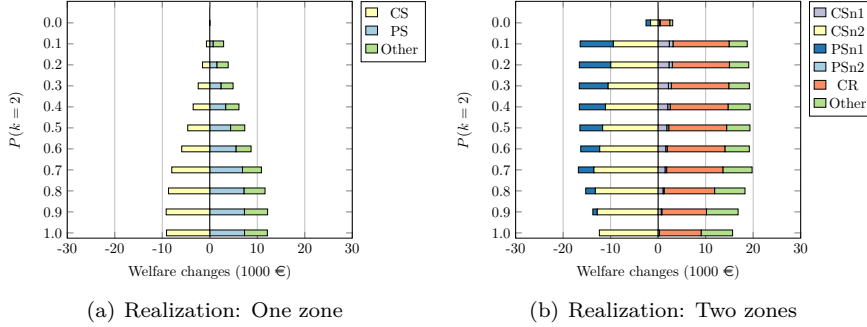 0.0
0.1
0.2
0.3
0.4
0.5
0.6
0.7
0.8
0.9
1.0
P(k = 2)
-30 -20 -10 0 10 20 30
Welfare changes (1000 €)
CS
PS
Other
(a) Realization: One zone
0.0
0.1
0.2
0.3
0.4
0.5
0.6
0.7
0.8
0.9
1.0
P(k = 2)
-30 -20 -10 0 10 20 30
Welfare changes (1000 €)
CSn1
CSn2
PSn1
PSn2
CR
Other
(b) Realization: Two zones